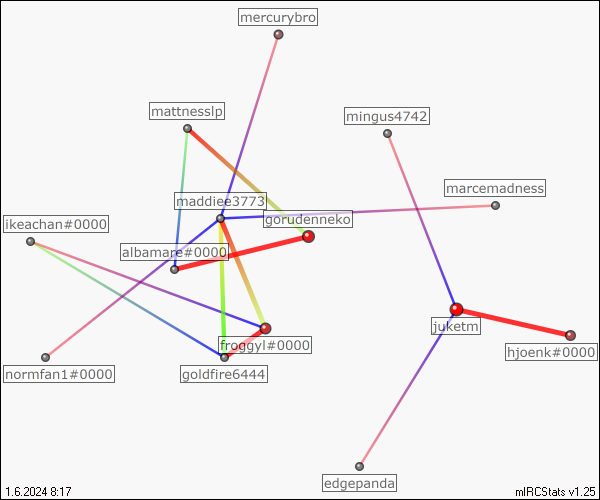 mercurybro
mattnesslp
mingus4742
marcemadness
maddiee3773
gorudenneko
ikeachan#0000
albamare#0000
juketm
froggyl#0000
hjoenk#0000
normfan1#0000
goldfire6444
edgepanda
1.6.2024 8:17
mIRCStats v1.25